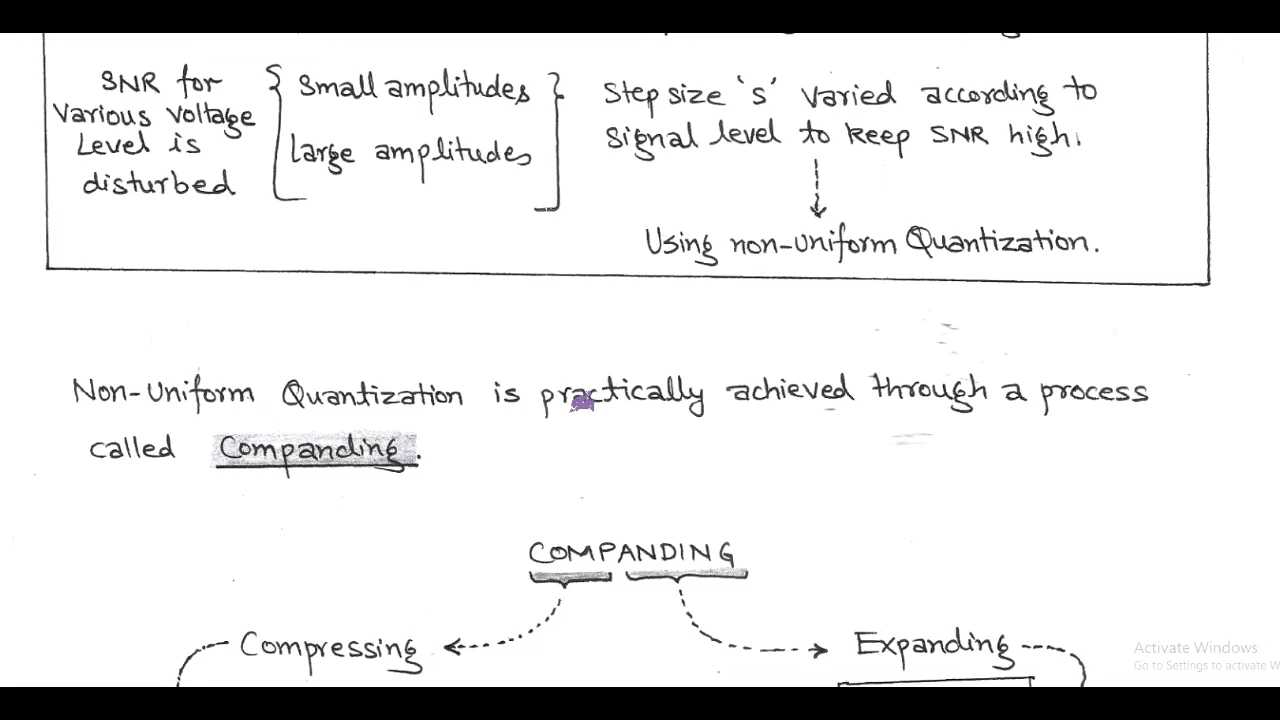 SNR for
Various voltage
Level is
disturbed
Small amplitudes
Large amplitudes
Step size 's' varied according to
signal level to keep SNR high.
Using non-uniform Quantization.
Non-Uniform Quantization is practically achieved through a process
called Companding.
COMPANDING
Compressing
Expanding
Activate Windows
Go to Settings to activate W